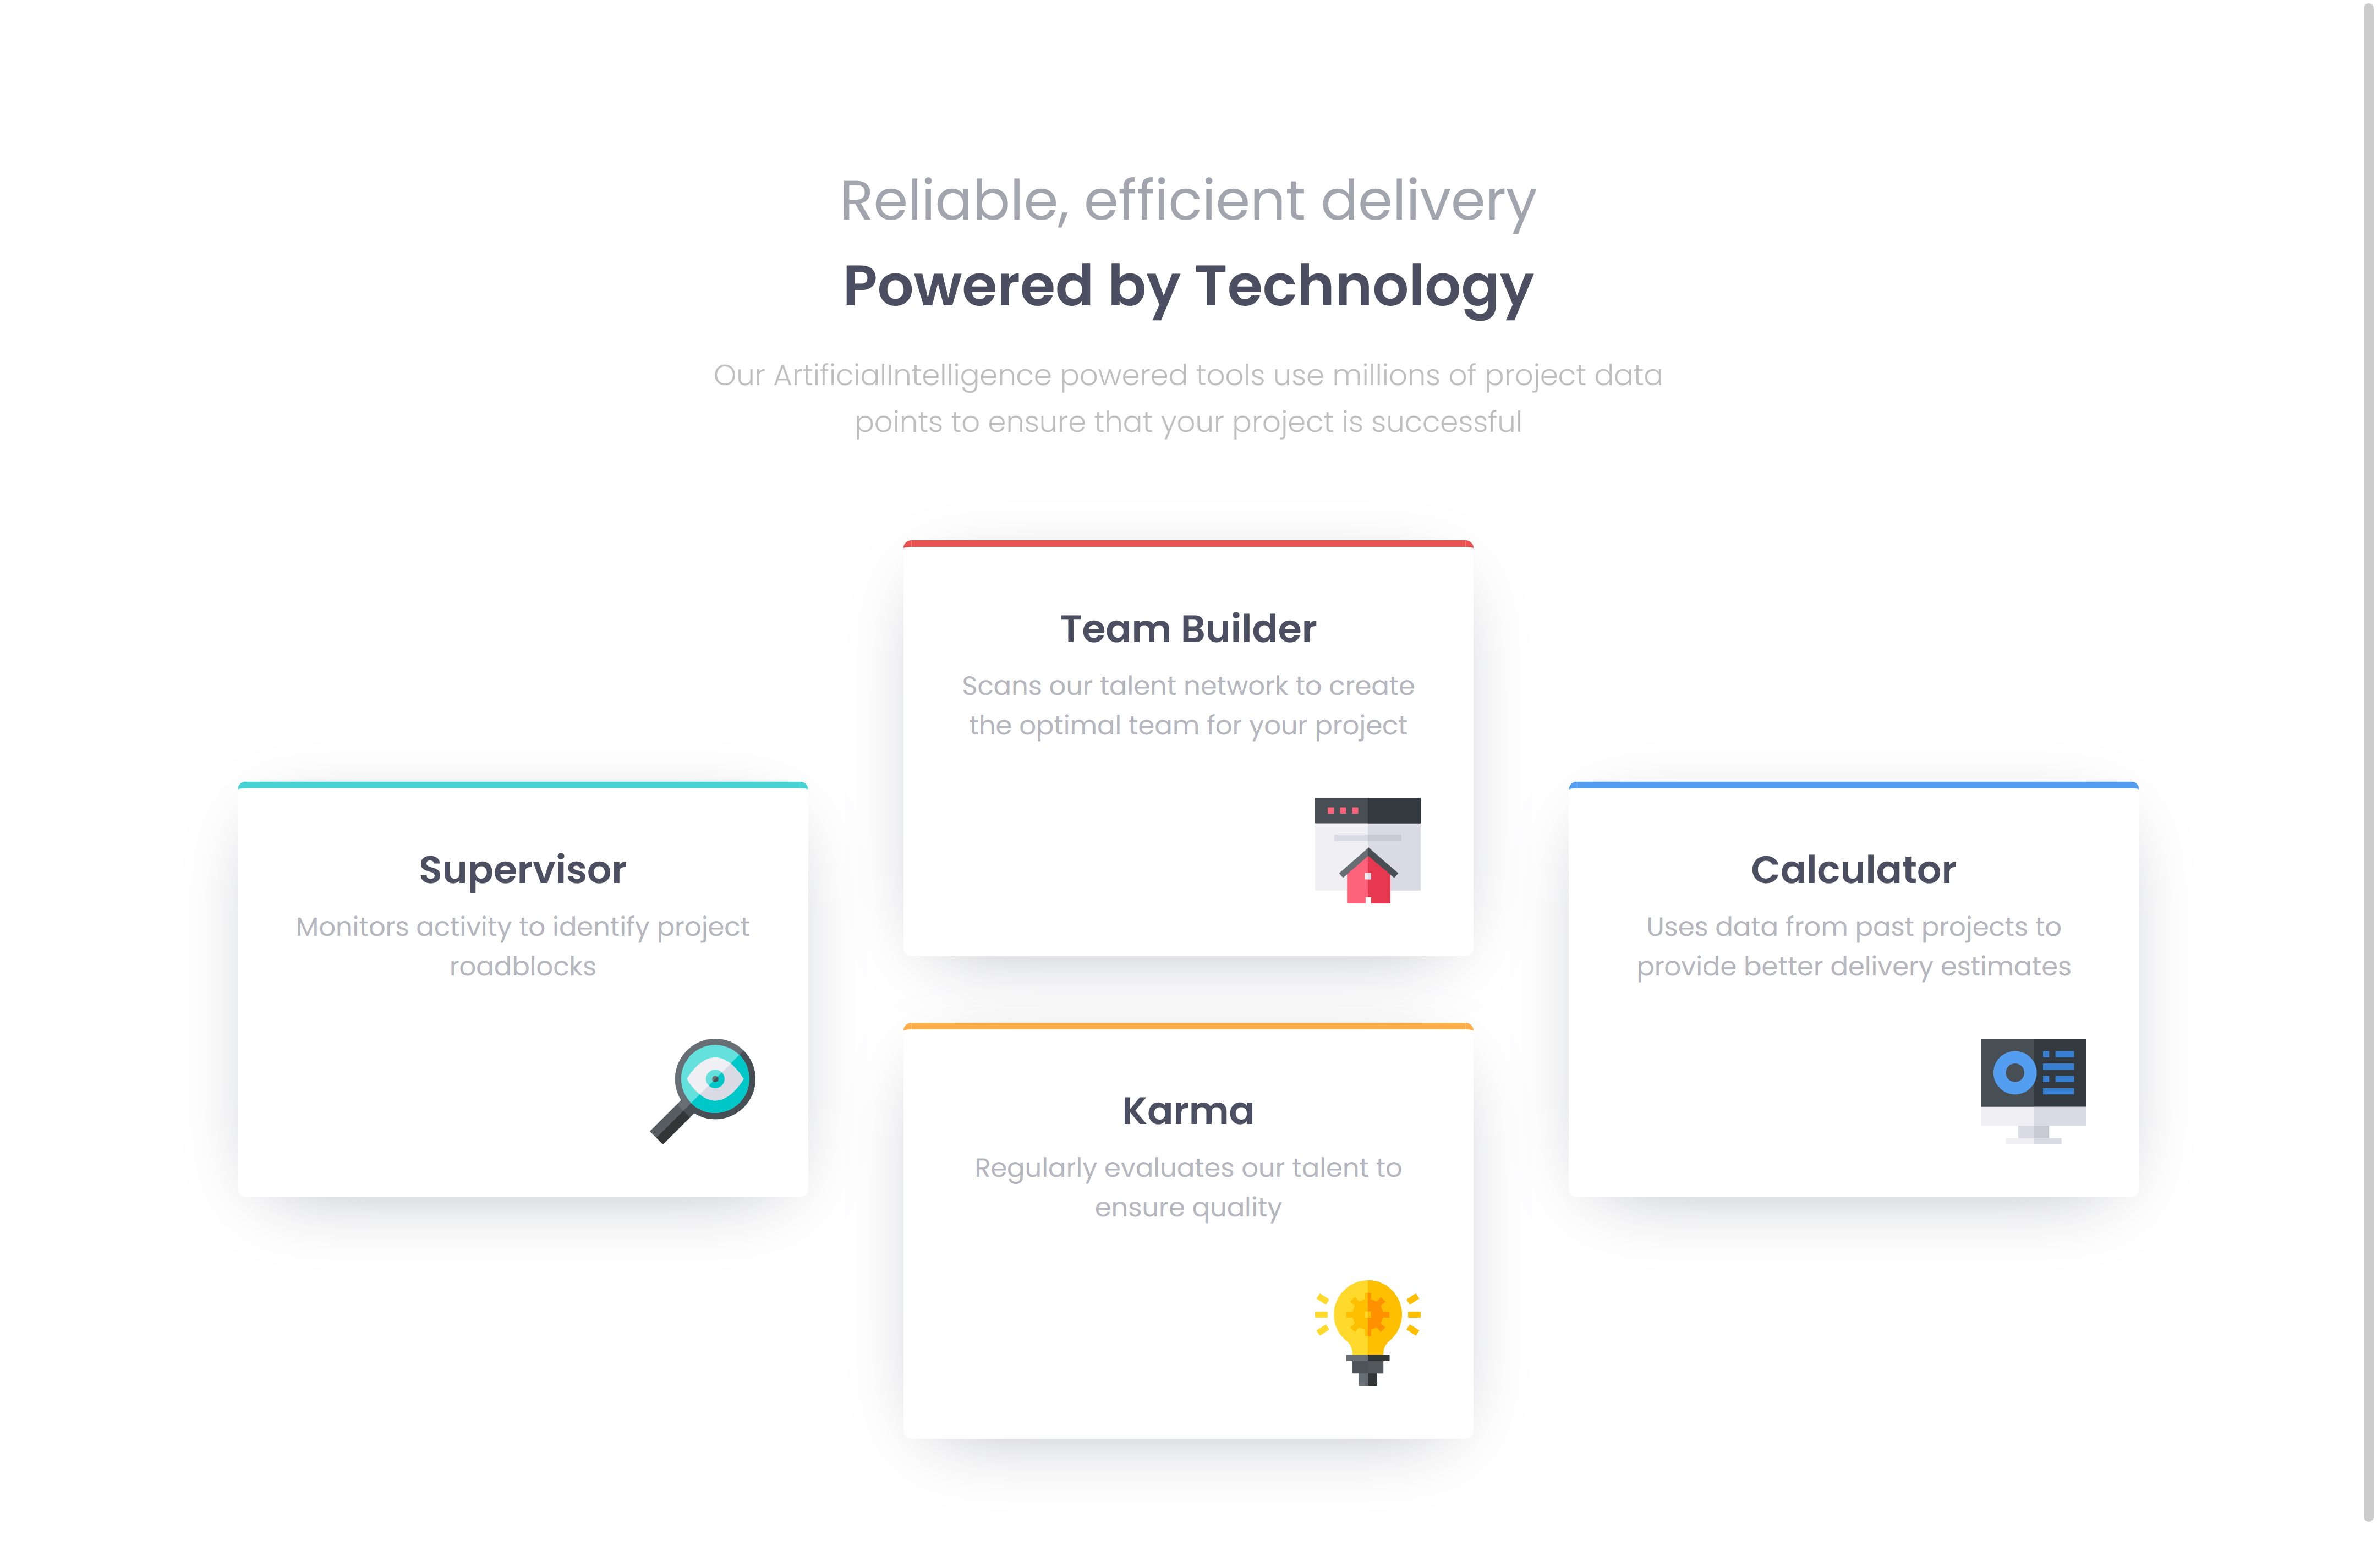 Reliable, efficient delivery
Powered by Technology
Our ArtificialIntelligence powered tools use millions of project data
points to ensure that your project is successful
Team Builder
Scans our talent network to create
the optimal team for your project
Supervisor
Monitors activity to identify project
roadblocks
Calculator
Uses data from past projects to
provide better delivery estimates
Karma
Regularly evaluates our talent to
ensure quality